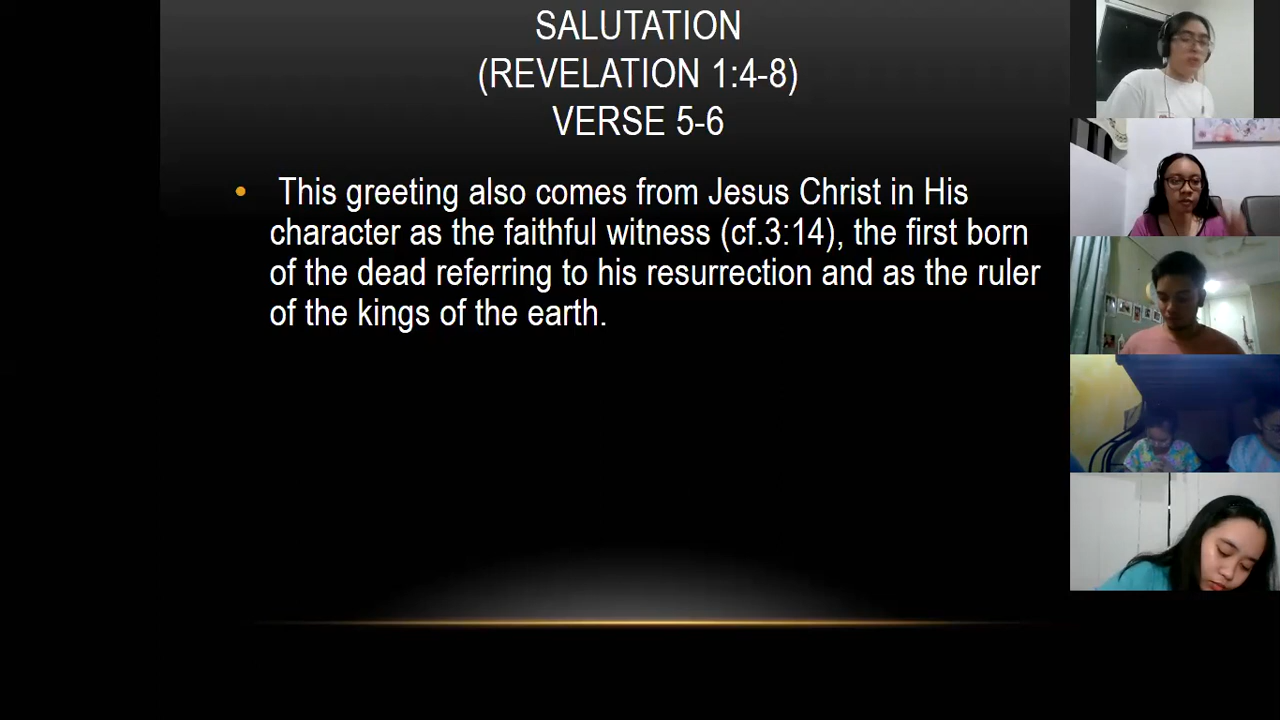 SALUTATION
(REVELATION 1:4-8)
VERSE 5-6
• This greeting also comes from Jesus Christ in His
character as the faithful witness (cf.3:14), the first born
of the dead referring to his resurrection and as the ruler
of the kings of the earth.